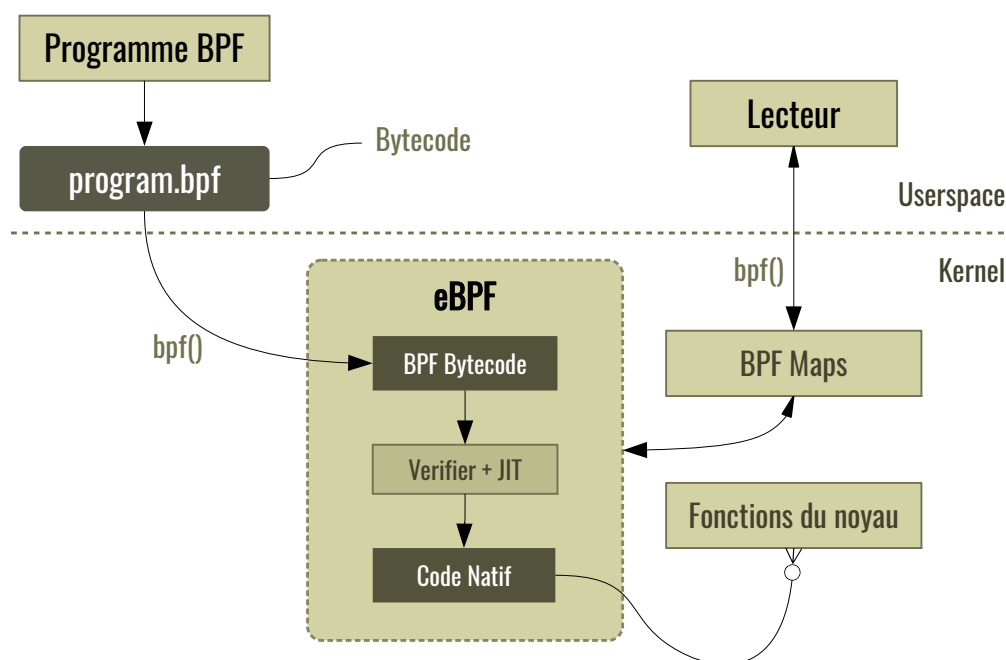 Programme BPF
program.bpf
Bytecode
Lecteur
Userspace
Kernel
bpf()
bpf()
eBPF
BPF Bytecode
Verifier + JIT
Code Natif
BPF Maps
Fonctions du noyau